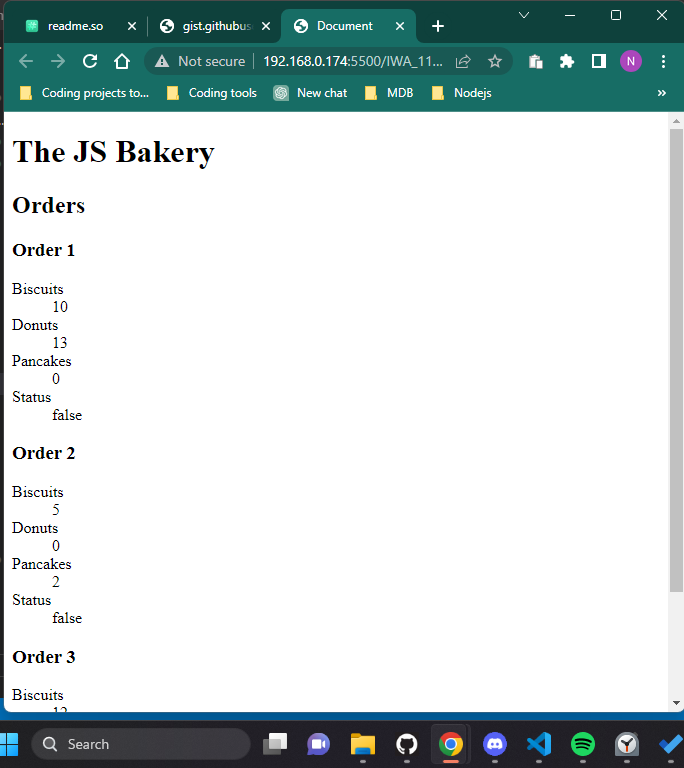 readme.so
gist.githubus
Document
Not secure
192.168.0.174:5500/IWA_11...
N
Coding projects to...
Coding tools
New chat
MDB
Nodejs
»
The JS Bakery
Orders
Order 1
Biscuits
10
Donuts
13
Pancakes
0
Status
false
Order 2
Biscuits
5
Donuts
0
Pancakes
2
Status
false
Order 3
Biscuits
Search